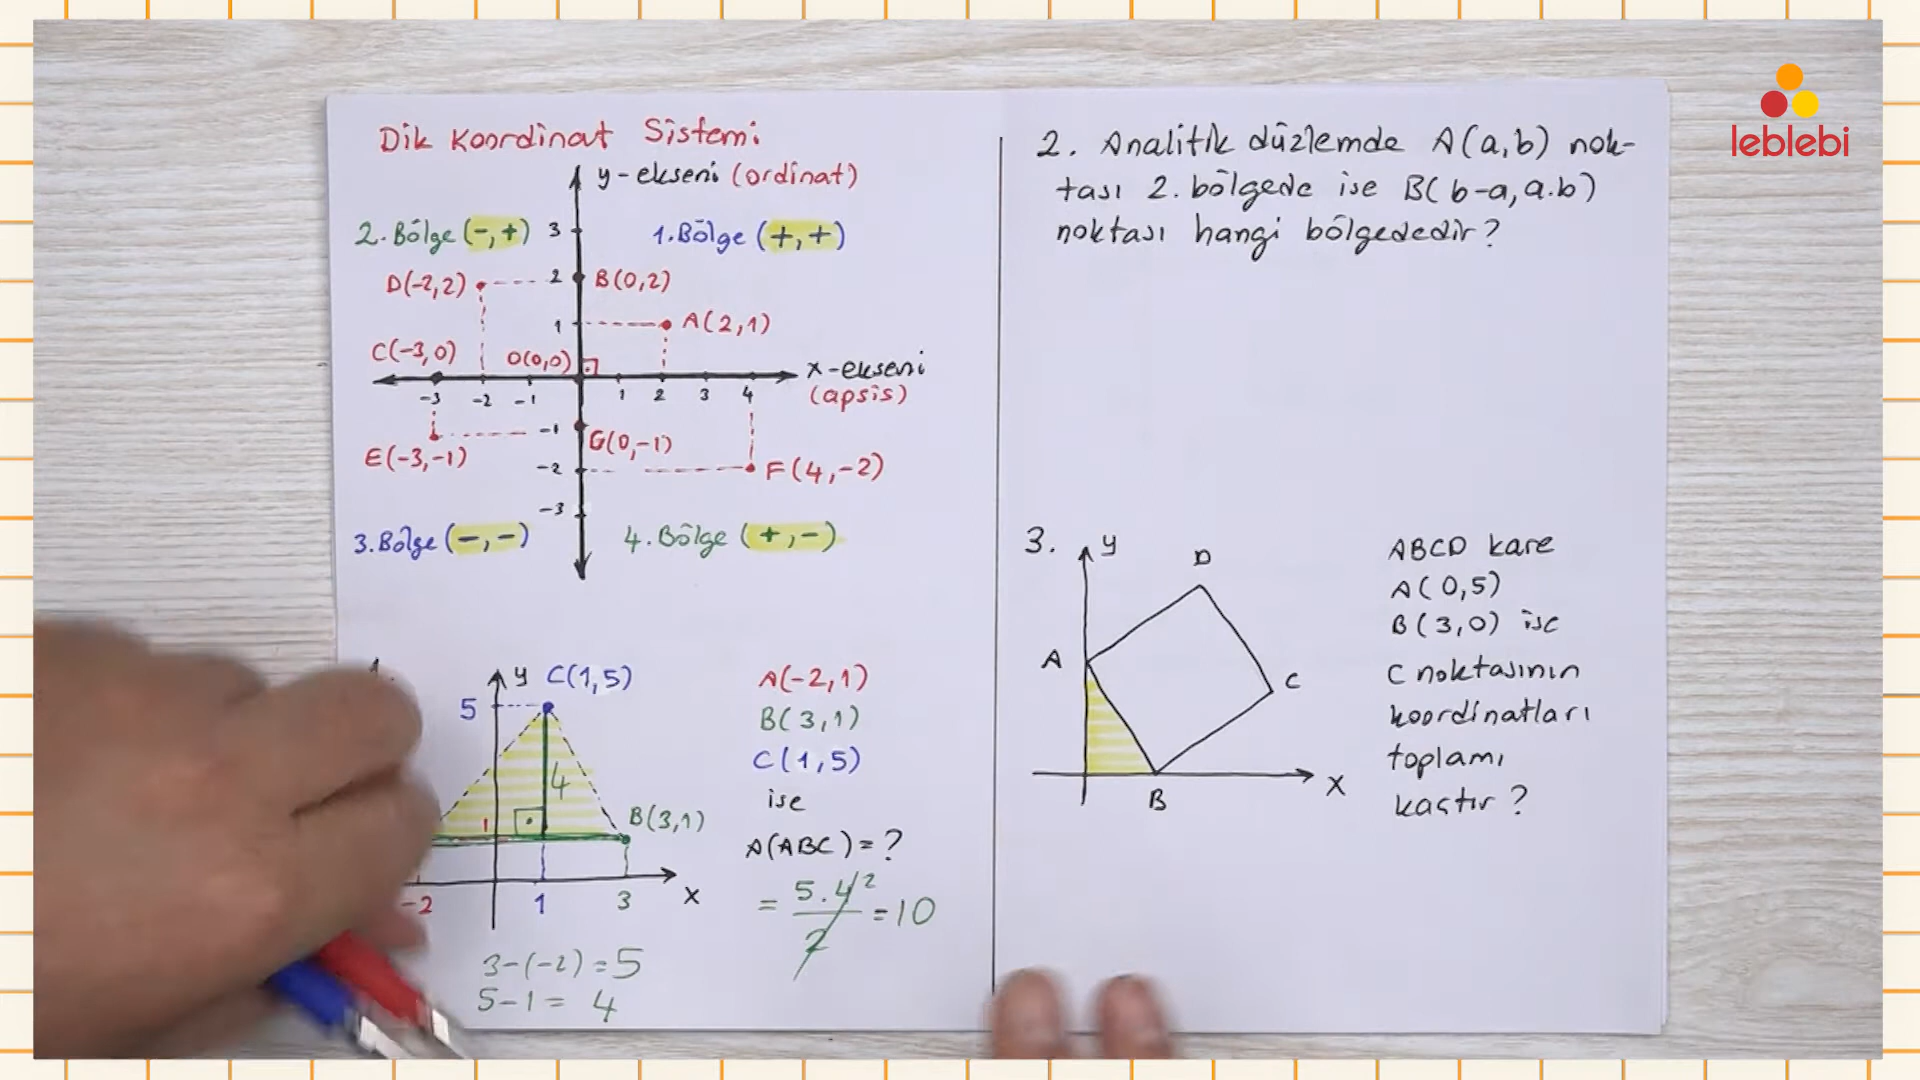 leblebi
Dik Koordinat Sistemi
y-ekseni (ordinat)
2.Bölge (-,+)
3
1.Bölge (+,+)
D(-2,2)
2
B(0,2)
1
A(2,1)
C(-3,0)
O(0,0)
x-ekseni
(apsis)
-3 -2 -1 1 2 3 4
-1
G(0,-1)
E(-3,-1)
-2
F(4,-2)
-3
3.Bölge (-,-)
4.Bölge (+,-)
1.
y
C(1,5)
5
4
1
B(3,1)
-2
1
3
x
3-(-2)=5
5-1= 4
A(-2,1)
B(3,1)
C(1,5)
ise
A(ABC)=?
= 5.4/2 = 10
2
2. Analitik düzlemde A(a,b) nok-
tası 2. bölgede ise B(b-a, a.b)
noktası hangi bölgededir?
3.
y
D
A
C
B
x
ABCD kare
A(0,5)
B(3,0) ise
C noktasının
koordinatları
toplamı
kaçtır?